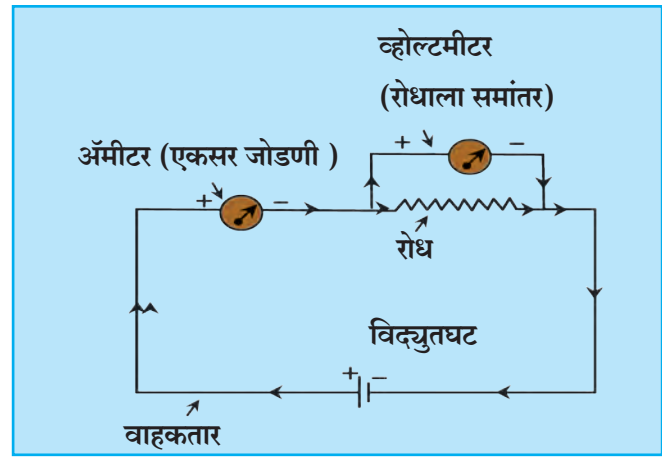 व्होल्टमीटर
(रोधाला समांतर)
ॲमीटर (एकसर जोडणी )
+ -
+ -
रोध
विद्युतघट
+ -
वाहकतार